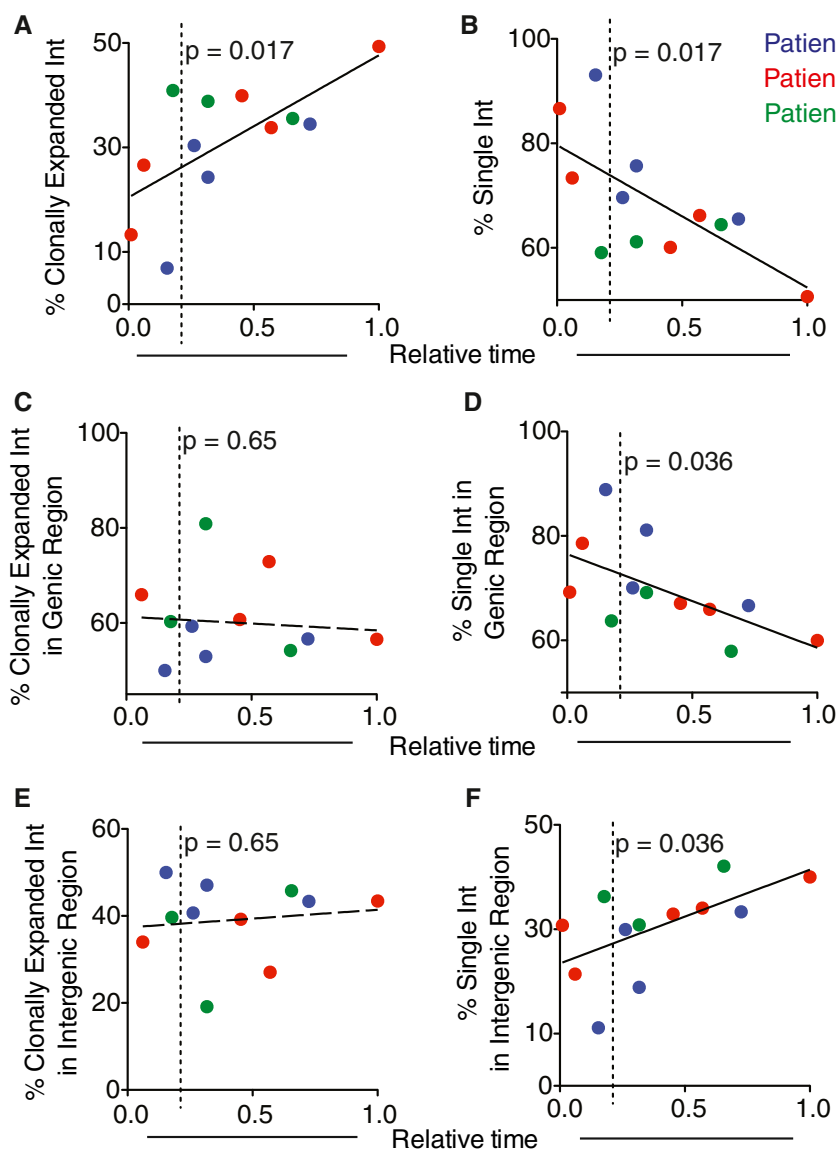 A
% Clonally Expanded Int
50
30
10
0
p = 0.017
0.0
0.5
1.0
B
% Single Int
100
80
60
p = 0.017
0.0
0.5
1.0
Patien
Patien
Patien
Relative time
C
% Clonally Expanded Int
in Genic Region
100
80
60
p = 0.65
0.0
0.5
1.0
D
% Single Int in
Genic Region
100
80
60
p = 0.036
0.0
0.5
1.0
Relative time
E
% Clonally Expanded Int
in Intergenic Region
60
40
20
0
p = 0.65
0.0
0.5
1.0
F
% Single Int
in Intergenic Region
50
30
10
0
p = 0.036
0.0
0.5
1.0
Relative time